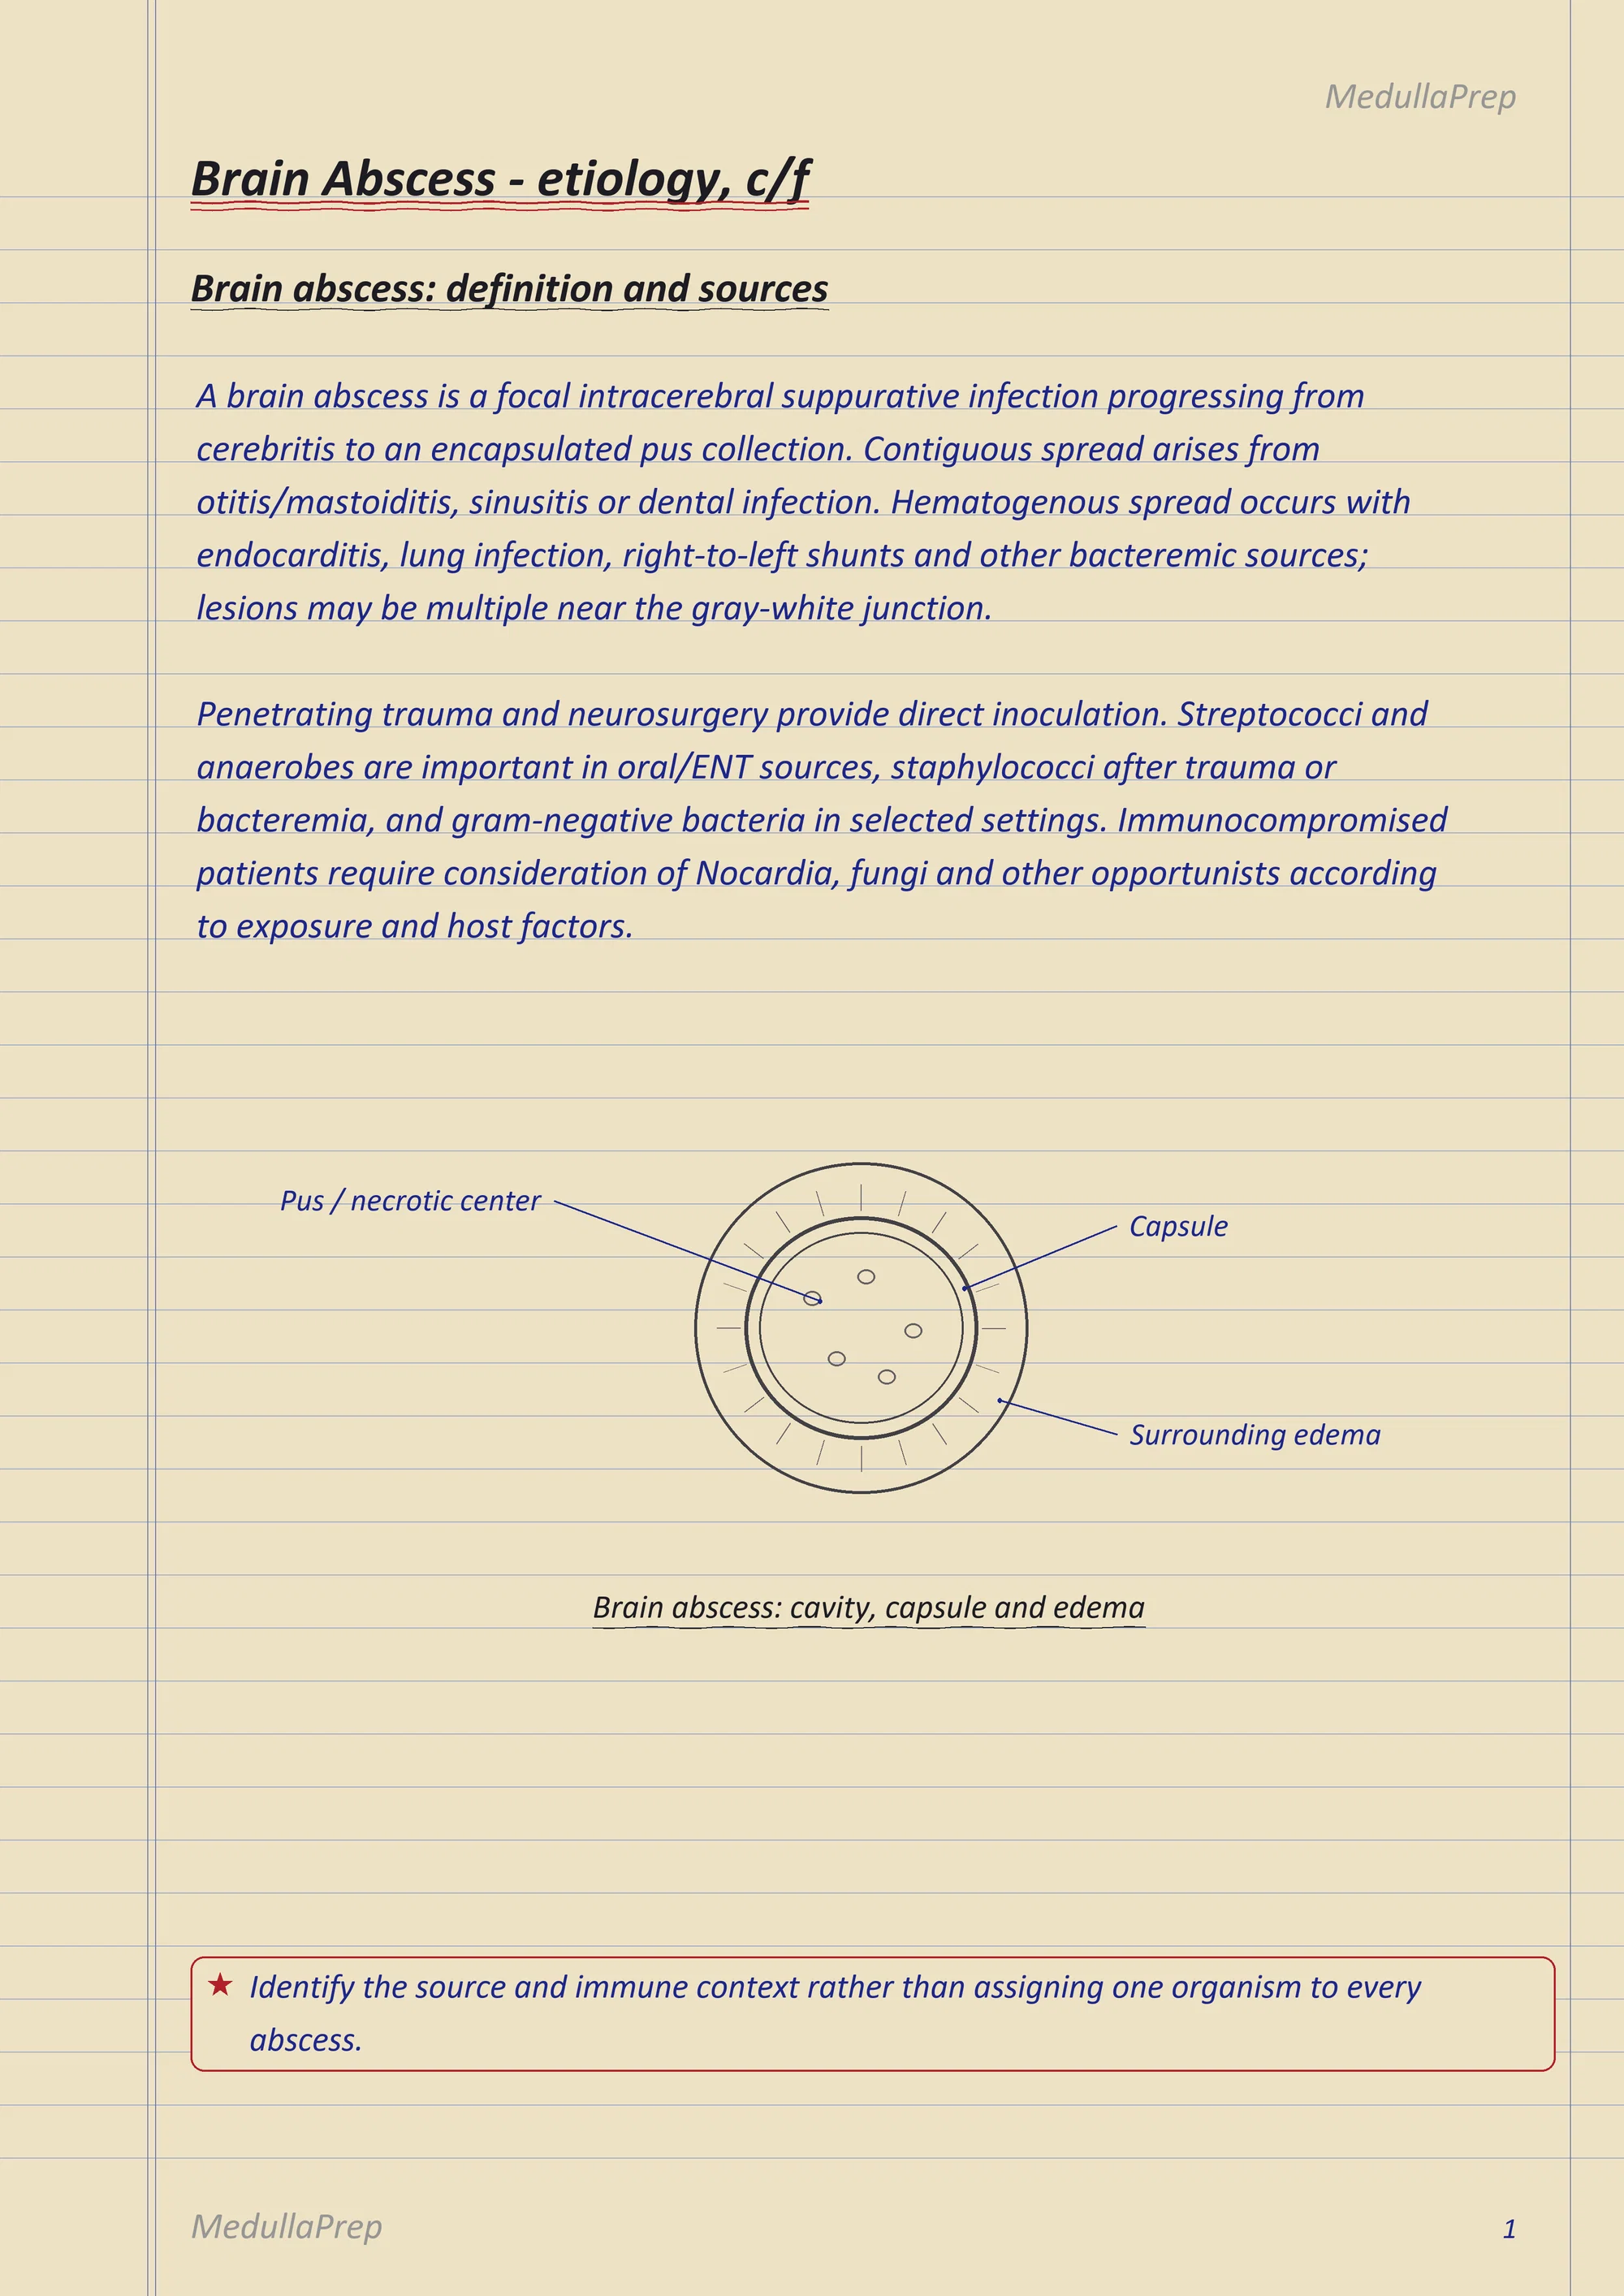 MedullaPrep
Brain Abscess - etiology, c/f
Brain abscess: definition and sources
A brain abscess is a focal intracerebral suppurative infection progressing from
cerebritis to an encapsulated pus collection. Contiguous spread arises from
otitis/mastoiditis, sinusitis or dental infection. Hematogenous spread occurs with
endocarditis, lung infection, right-to-left shunts and other bacteremic sources;
lesions may be multiple near the gray-white junction.
Penetrating trauma and neurosurgery provide direct inoculation. Streptococci and
anaerobes are important in oral/ENT sources, staphylococci after trauma or
bacteremia, and gram-negative bacteria in selected settings. Immunocompromised
patients require consideration of Nocardia, fungi and other opportunists according
to exposure and host factors.
Pus / necrotic center
Capsule
Surrounding edema
Brain abscess: cavity, capsule and edema
★ Identify the source and immune context rather than assigning one organism to every
abscess.
MedullaPrep
1